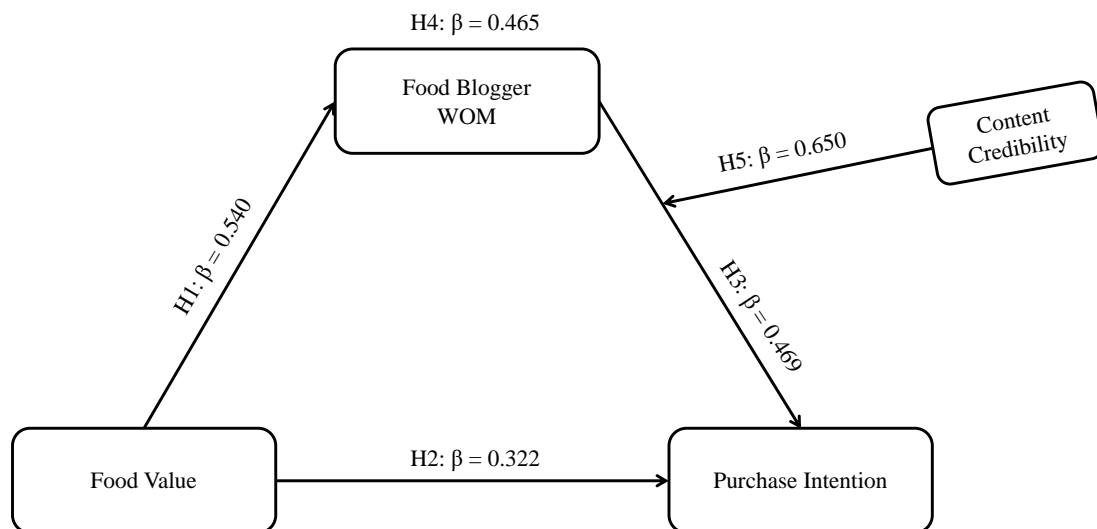 H4: β = 0.465
Food Blogger
WOM
Content
Credibility
H5: β = 0.650
H1: β = 0.540
H3: β = 0.469
H2: β = 0.322
Food Value
Purchase Intention